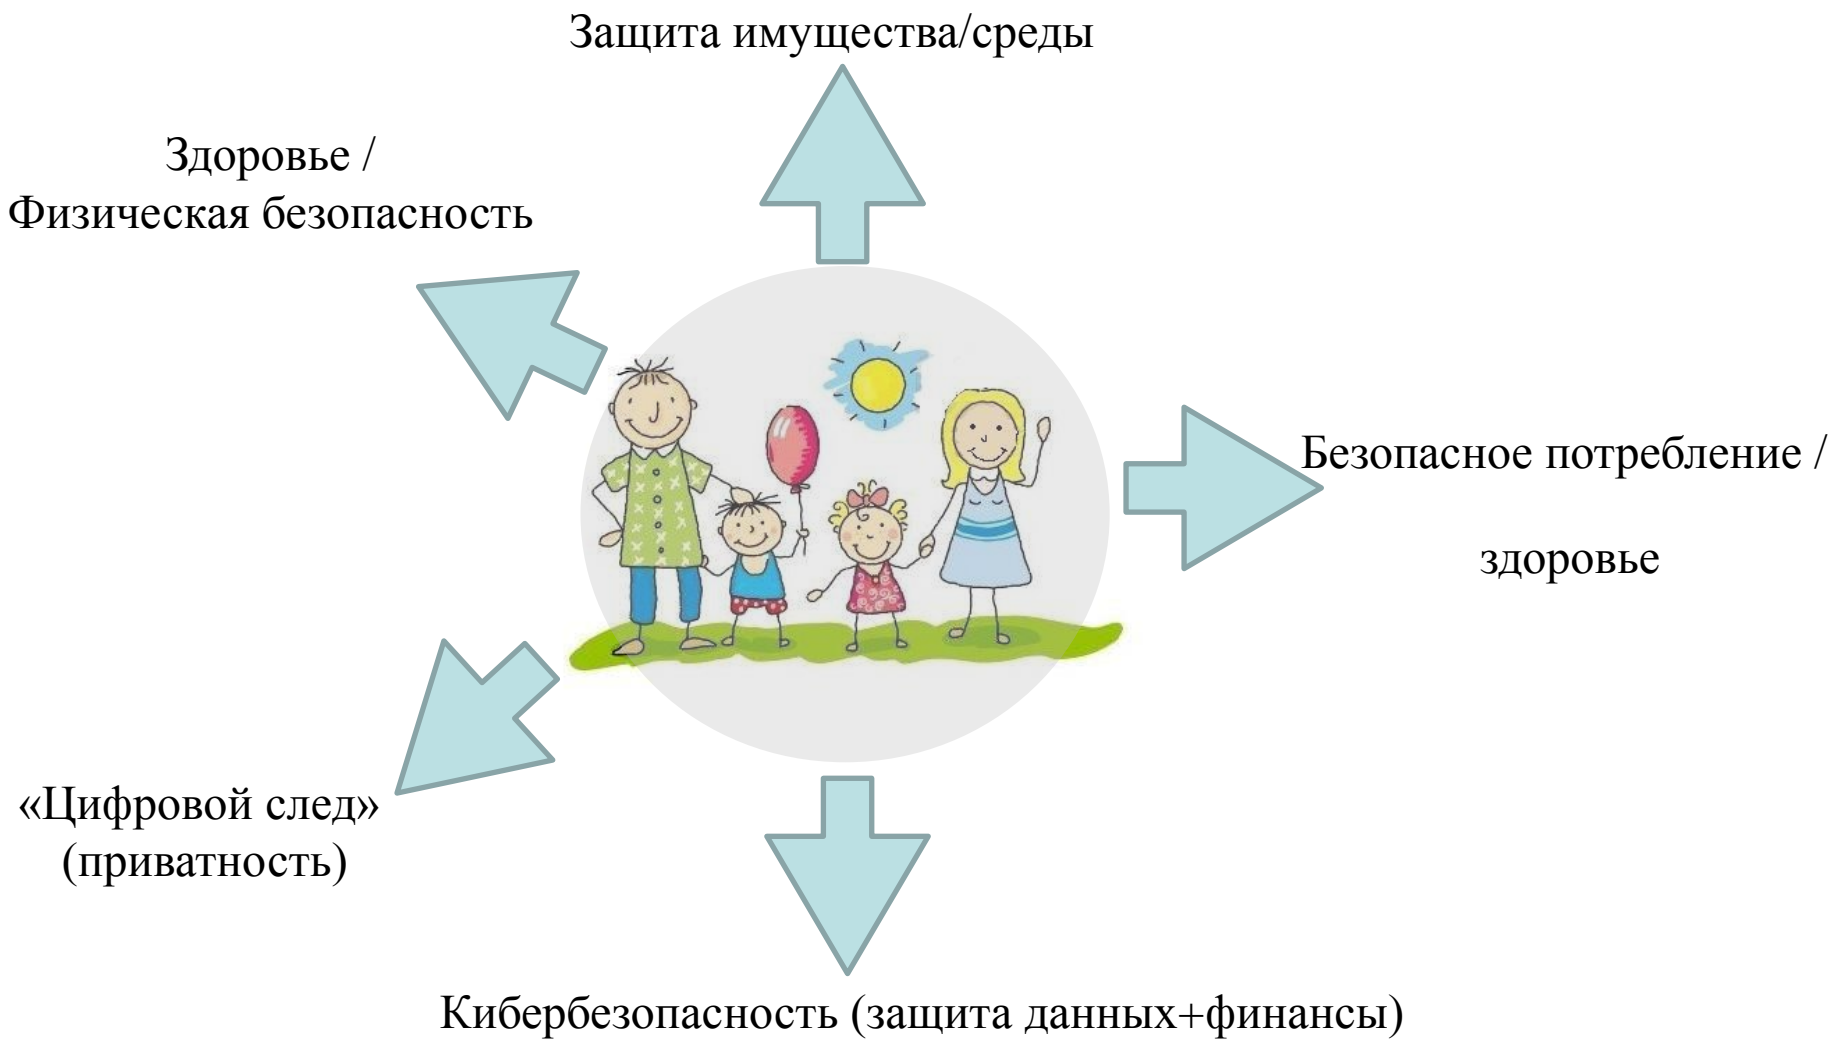 Защита имущества/среды
Здоровье /
Физическая безопасность
Безопасное потребление /
здоровье
«Цифровой след»
(приватность)
Кибербезопасность (защита данных+финансы)